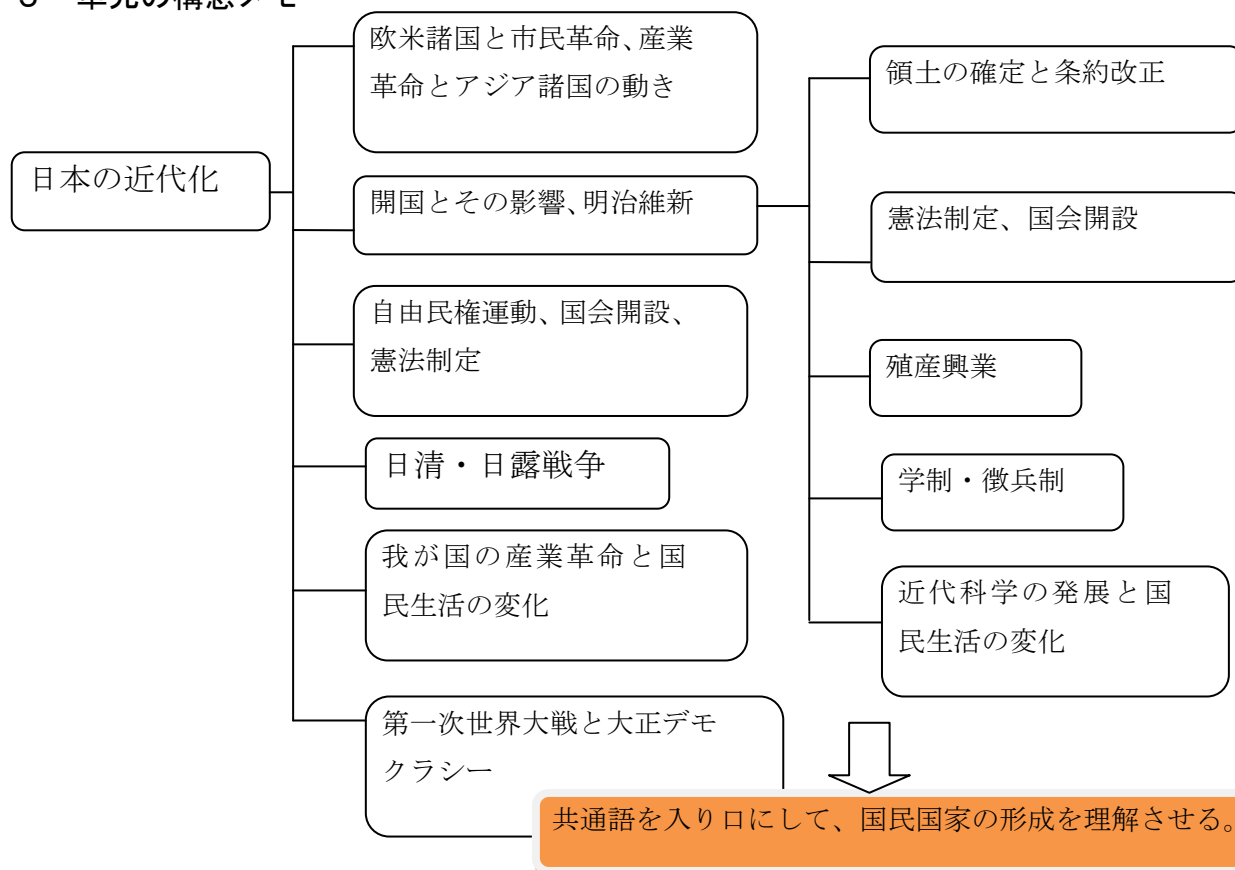 単元の構想メモ
欧米諸国と市民革命、産業
革命とアジア諸国の動き
領土の確定と条約改正
日本の近代化
開国とその影響、明治維新
憲法制定、国会開設
自由民権運動、国会開設、
憲法制定
殖産興業
日清・日露戦争
学制・徴兵制
我が国の産業革命と国
民生活の変化
近代科学の発展と国
民生活の変化
第一次世界大戦と大正デモ
クラシー
共通語を入り口にして、国民国家の形成を理解させる。